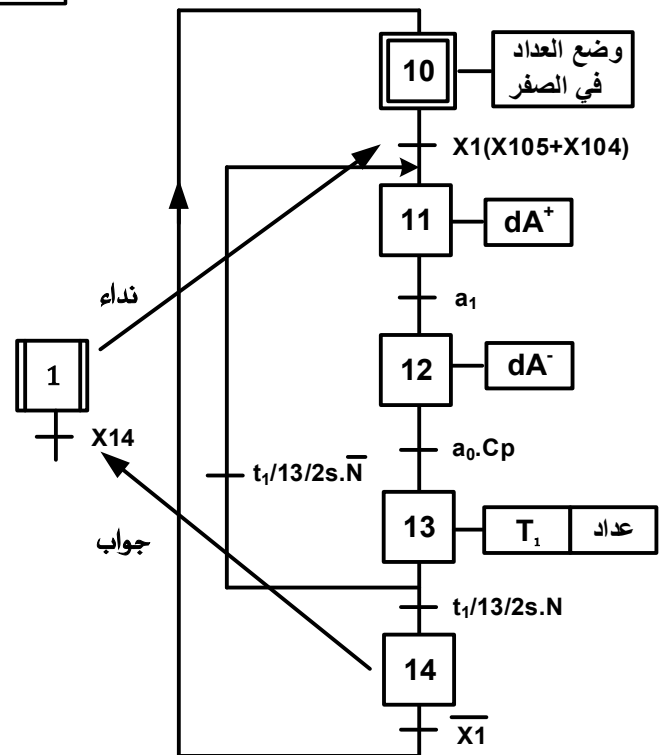 10
وضع العداد
في الصفر
X1(X105+X104)
11
dA⁺
a₁
نداء
12
dA⁻
1
X14
a₀.Cp
t₁/13/2s.N̅
13
T₁
عداد
جواب
t₁/13/2s.N
14
X̅1̅